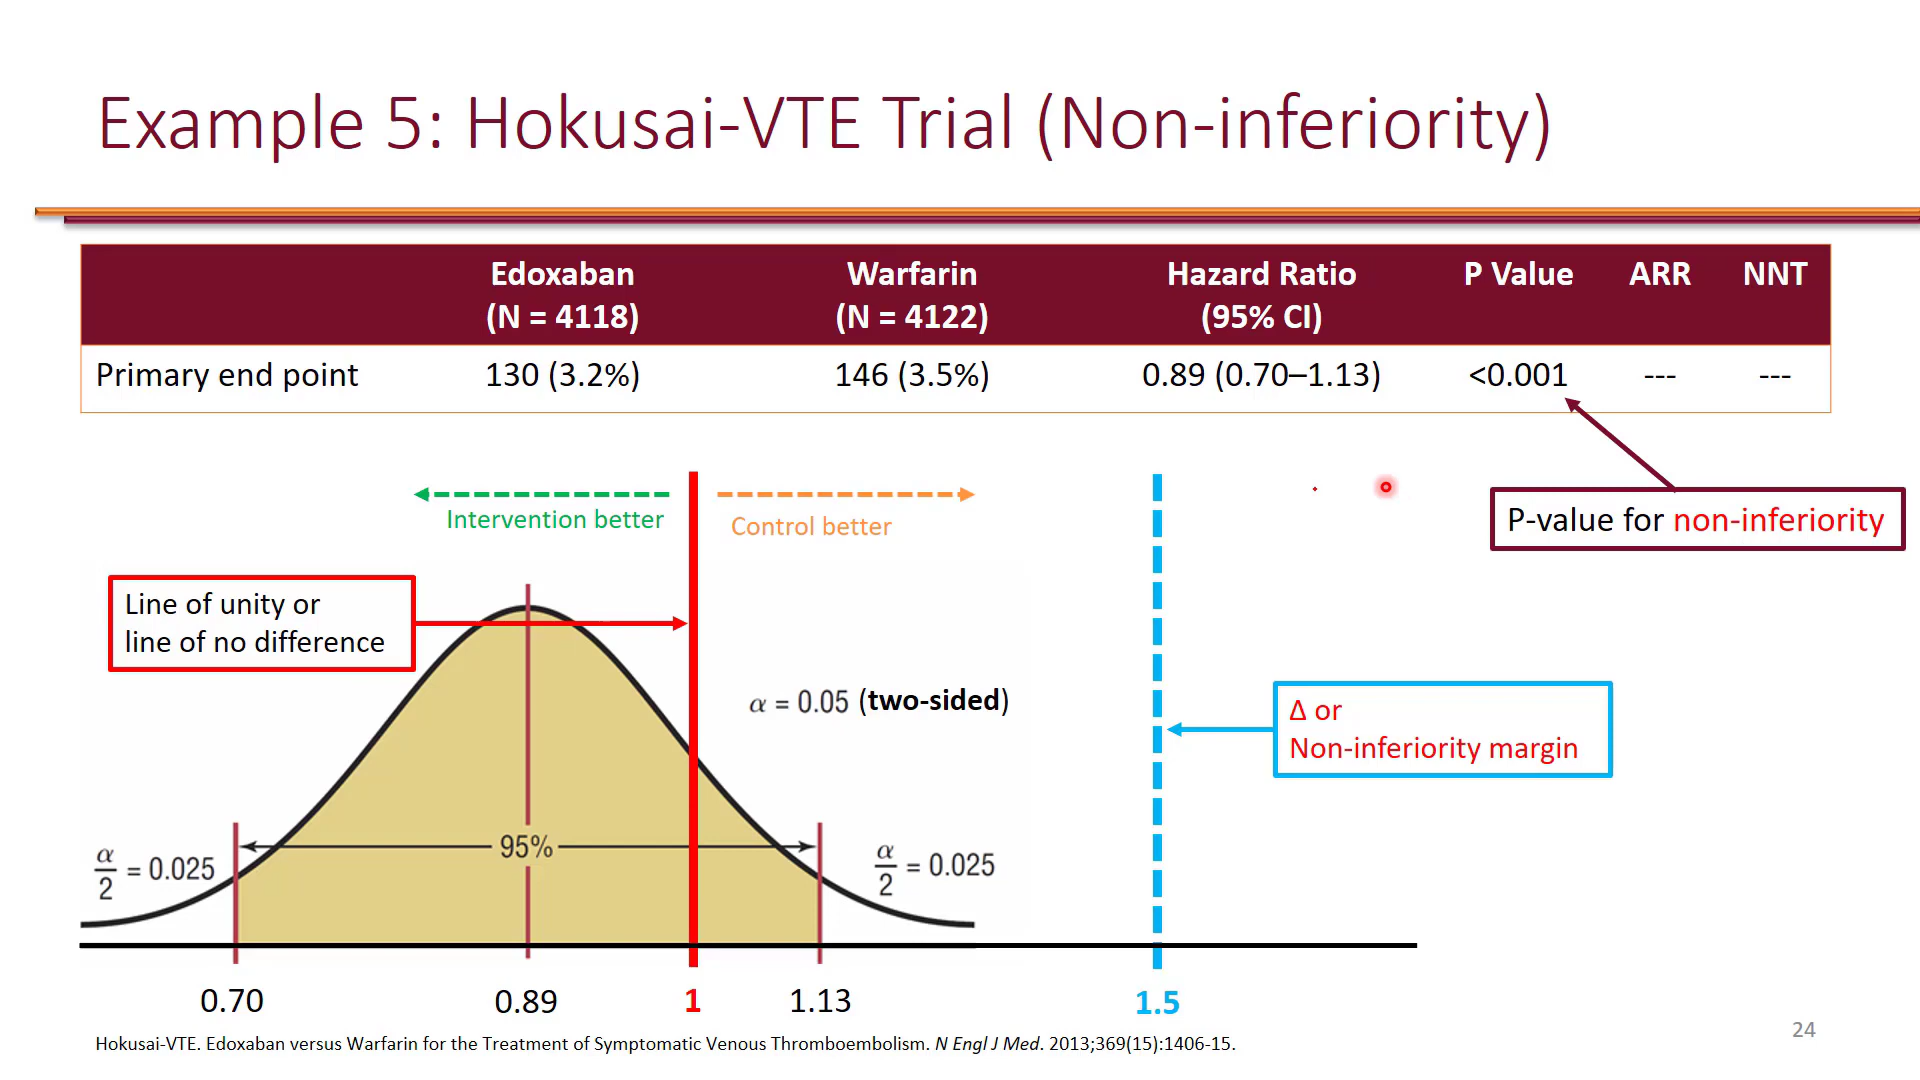 Example 5: Hokusai-VTE Trial (Non-inferiority)
Edoxaban (N = 4118) Warfarin (N = 4122) Hazard Ratio (95% CI) P Value ARR NNT
Primary end point 130 (3.2%) 146 (3.5%) 0.89 (0.70–1.13) <0.001 --- ---
P-value for non-inferiority
Intervention better
Control better
Line of unity or
line of no difference
α = 0.05 (two-sided)
Δ or
Non-inferiority margin
95%
α/2 = 0.025
α/2 = 0.025
0.70 0.89 1 1.13 1.5
Hokusai-VTE. Edoxaban versus Warfarin for the Treatment of Symptomatic Venous Thromboembolism. N Engl J Med. 2013;369(15):1406-15.
24